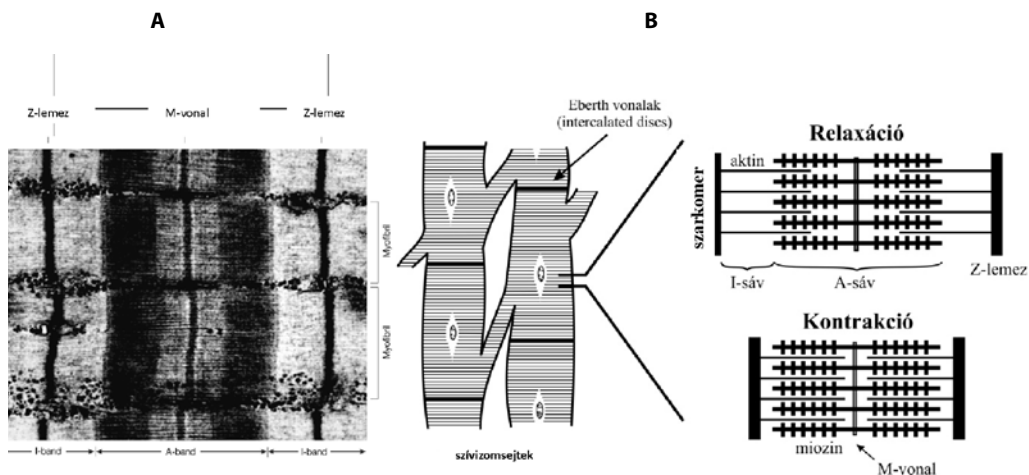 A
B
Z-lemez
M-vonal
Z-lemez
Myofibril
Myofibril
I-band
A-band
I-band
Eberth vonalak
(intercalated discs)
szívizomsejtek
Relaxáció
aktin
szarkomer
Z-lemez
I-sáv
A-sáv
Kontrakció
miozin
M-vonal